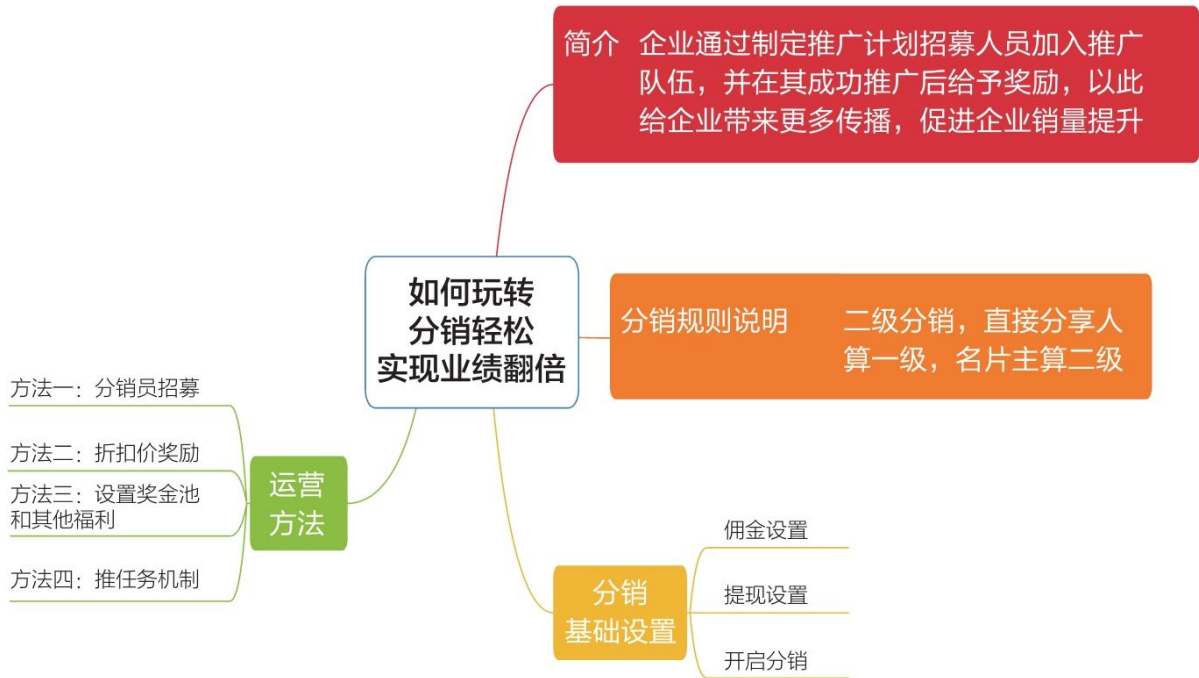 简介
企业通过制定推广计划招募人员加入推广
队伍，并在其成功推广后给予奖励，以此
给企业带来更多传播，促进企业销量提升
如何玩转
分销轻松
实现业绩翻倍
分销规则说明
二级分销，直接分享人
算一级，名片主算二级
运营
方法
方法一：分销员招募
方法二：折扣价奖励
方法三：设置奖金池
和其他福利
方法四：推任务机制
分销
基础设置
佣金设置
提现设置
开启分销